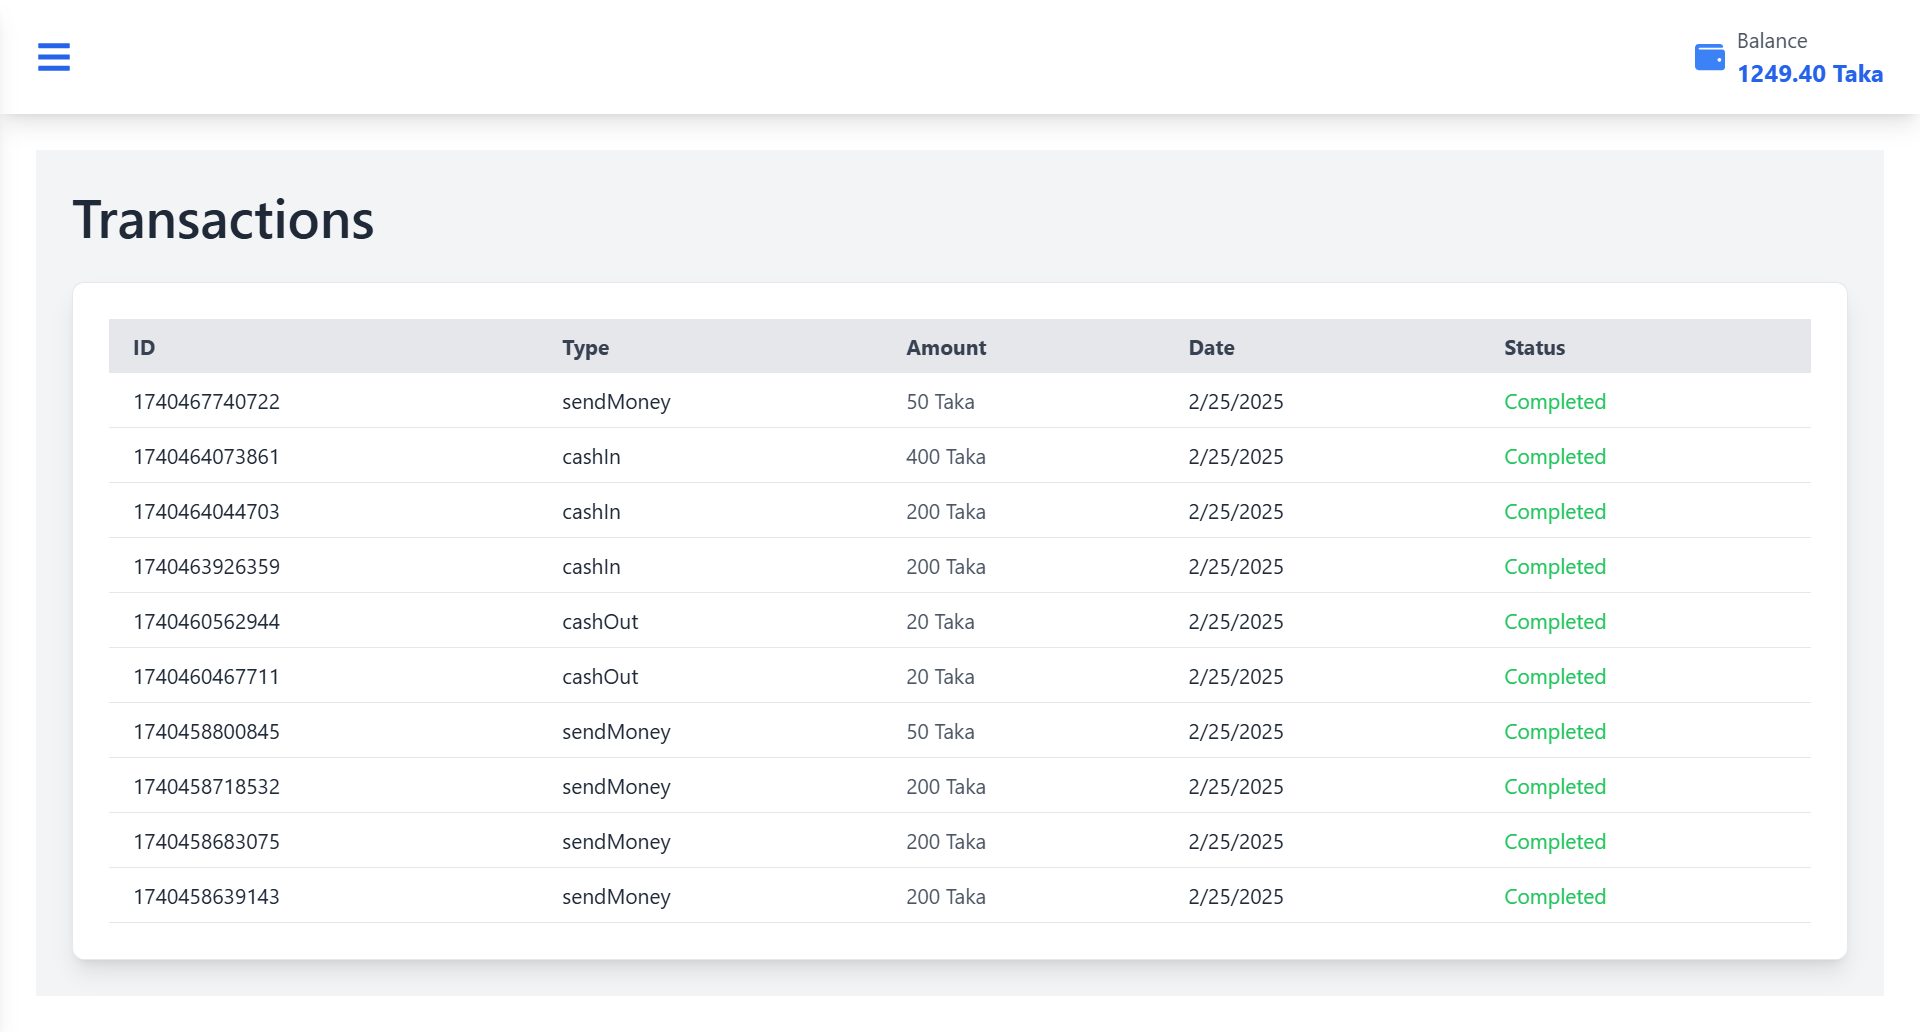 Balance
1249.40 Taka
Transactions
ID Type Amount Date Status
1740467740722 sendMoney 50 Taka 2/25/2025 Completed
1740464073861 cashIn 400 Taka 2/25/2025 Completed
1740464044703 cashIn 200 Taka 2/25/2025 Completed
1740463926359 cashIn 200 Taka 2/25/2025 Completed
1740460562944 cashOut 20 Taka 2/25/2025 Completed
1740460467711 cashOut 20 Taka 2/25/2025 Completed
1740458800845 sendMoney 50 Taka 2/25/2025 Completed
1740458718532 sendMoney 200 Taka 2/25/2025 Completed
1740458683075 sendMoney 200 Taka 2/25/2025 Completed
1740458639143 sendMoney 200 Taka 2/25/2025 Completed